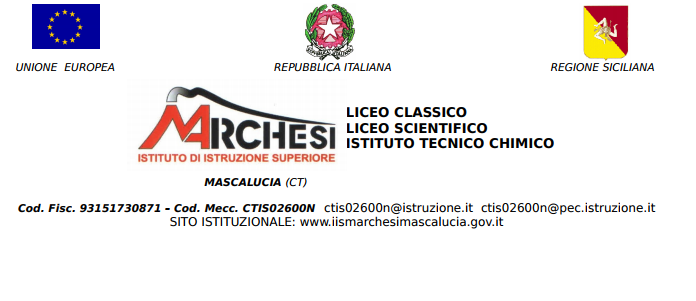 UNIONE EUROPEA
REPUBBLICA ITALIANA
REGIONE SICILIANA
MARCHESI
ISTITUTO DI ISTRUZIONE SUPERIORE
LICEO CLASSICO
LICEO SCIENTIFICO
ISTITUTO TECNICO CHIMICO
MASCALUCIA (CT)
Cod. Fisc. 93151730871 – Cod. Mecc. CTIS02600N ctis02600n@istruzione.it ctis02600n@pec.istruzione.it
SITO ISTITUZIONALE: www.iismarchesimascalucia.gov.it